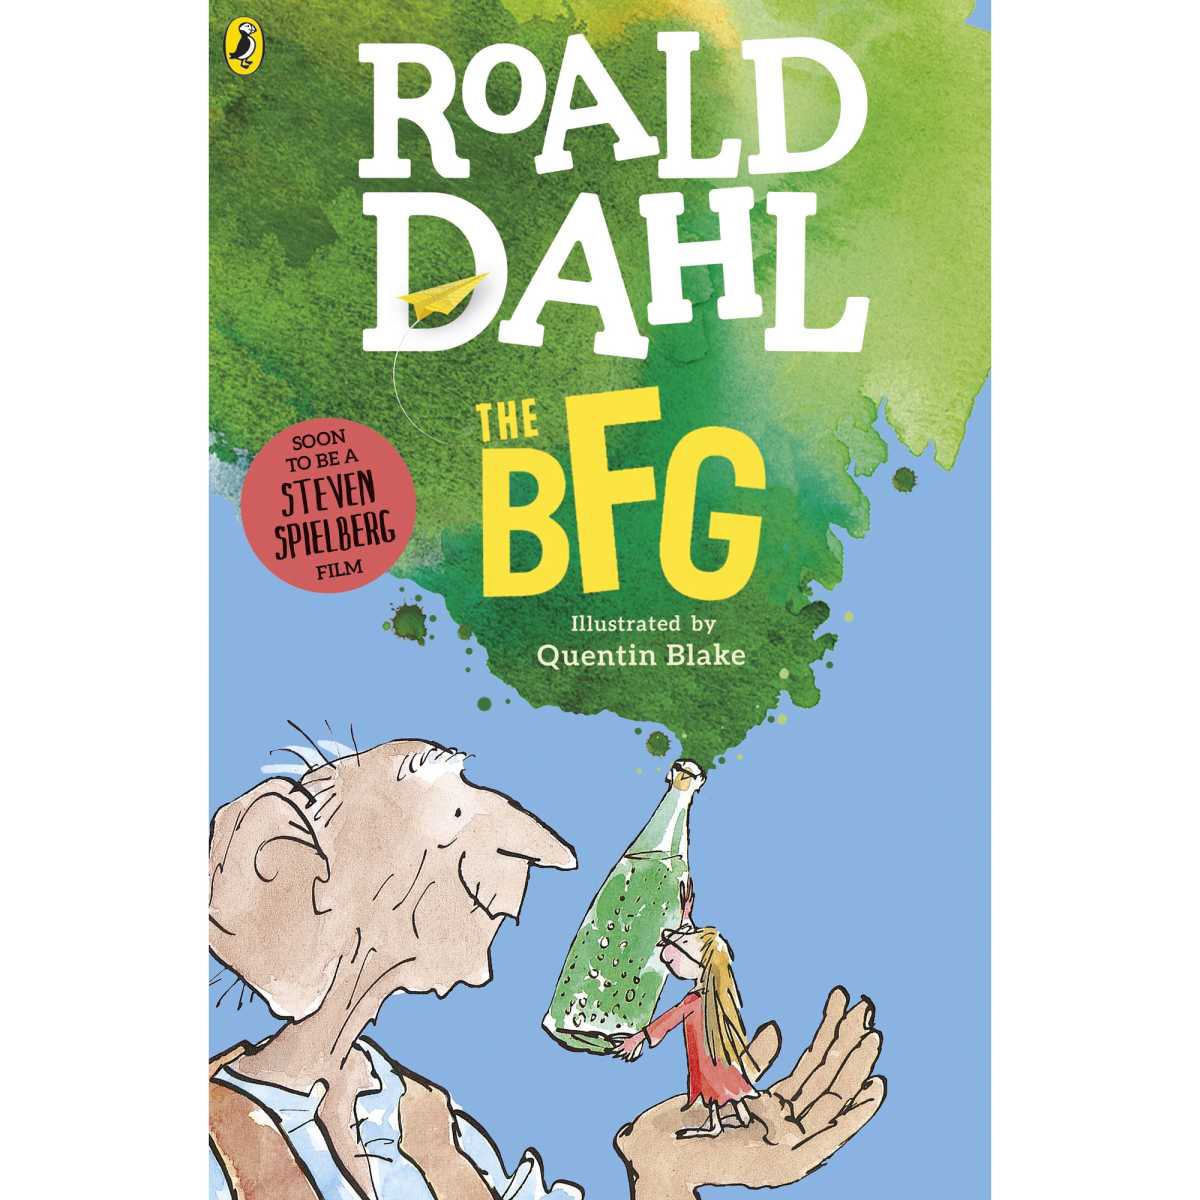 ROALD
DAHL
THE
BFG
SOON
TO BE A
STEVEN
SPIELBERG
FILM
Illustrated by
Quentin Blake